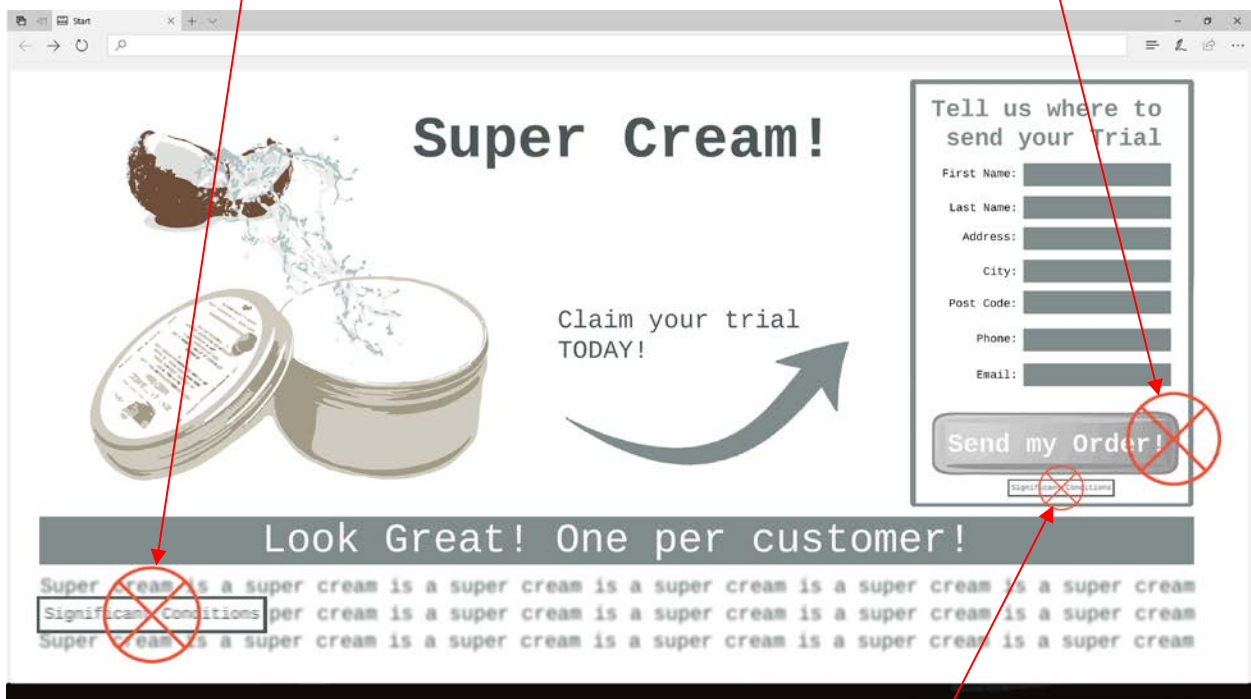 Start
Super Cream!
Tell us where to
send your Trial
First Name:
Last Name:
Address:
City:
Post Code:
Phone:
Email:
Claim your trial
TODAY!
Send my Order!
Significant Conditions
Look Great! One per customer!
Super cream is a super cream is a super cream is a super cream is a super cream is a super cream
Significant Conditions per cream is a super cream is a super cream is a super cream is a super cream
Super cream is a super cream is a super cream is a super cream is a super cream is a super cream